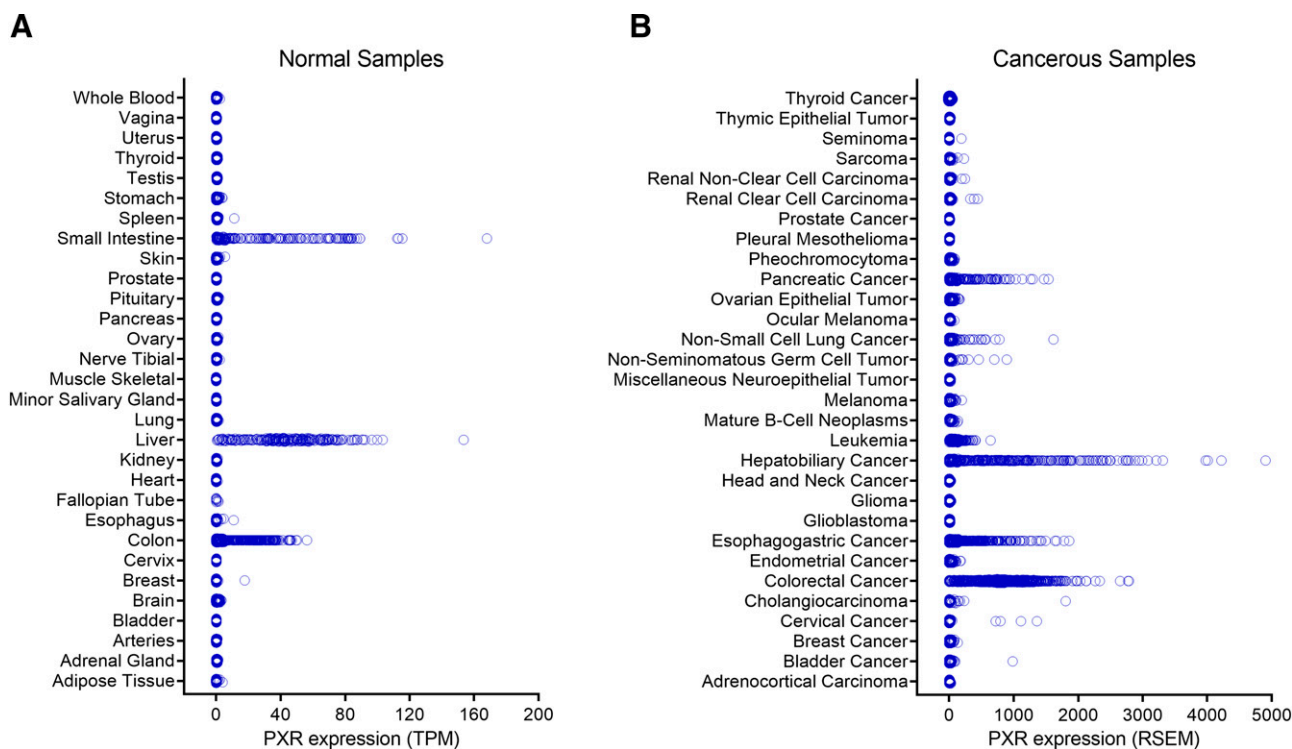 A
Normal Samples
Whole Blood
Vagina
Uterus
Thyroid
Testis
Stomach
Spleen
Small Intestine
Skin
Prostate
Pituitary
Pancreas
Ovary
Nerve Tibial
Muscle Skeletal
Minor Salivary Gland
Lung
Liver
Kidney
Heart
Fallopian Tube
Esophagus
Colon
Cervix
Breast
Brain
Bladder
Arteries
Adrenal Gland
Adipose Tissue
0 40 80 120 160 200
PXR expression (TPM)
B
Cancerous Samples
Thyroid Cancer
Thymic Epithelial Tumor
Seminoma
Sarcoma
Renal Non-Clear Cell Carcinoma
Renal Clear Cell Carcinoma
Prostate Cancer
Pleural Mesothelioma
Pheochromocytoma
Pancreatic Cancer
Ovarian Epithelial Tumor
Ocular Melanoma
Non-Small Cell Lung Cancer
Non-Seminomatous Germ Cell Tumor
Miscellaneous Neuroepithelial Tumor
Melanoma
Mature B-Cell Neoplasms
Leukemia
Hepatobiliary Cancer
Head and Neck Cancer
Glioma
Glioblastoma
Esophagogastric Cancer
Endometrial Cancer
Colorectal Cancer
Cholangiocarcinoma
Cervical Cancer
Breast Cancer
Bladder Cancer
Adrenocortical Carcinoma
0 1000 2000 3000 4000 5000
PXR expression (RSEM)